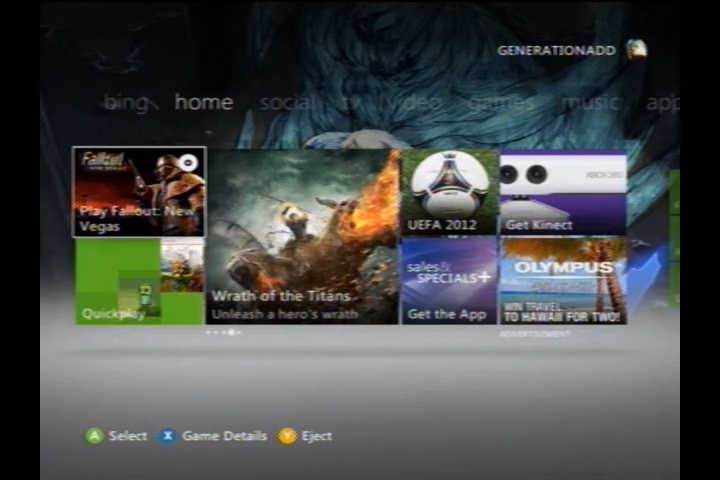 GENERATIONADD
bing home social tv video games music app
Fallout
Play Fallout: New
Vegas
Quickplay
Wrath of the Titans
Unleash a hero's wrath
UEFA 2012
XBOX 360
Get Kinect
sales&
SPECIALS+
Get the App
OLYMPUS
WIN TRAVEL
TO HAWAII FOR TWO!
ADVERTISEMENT
A Select X Game Details Y Eject